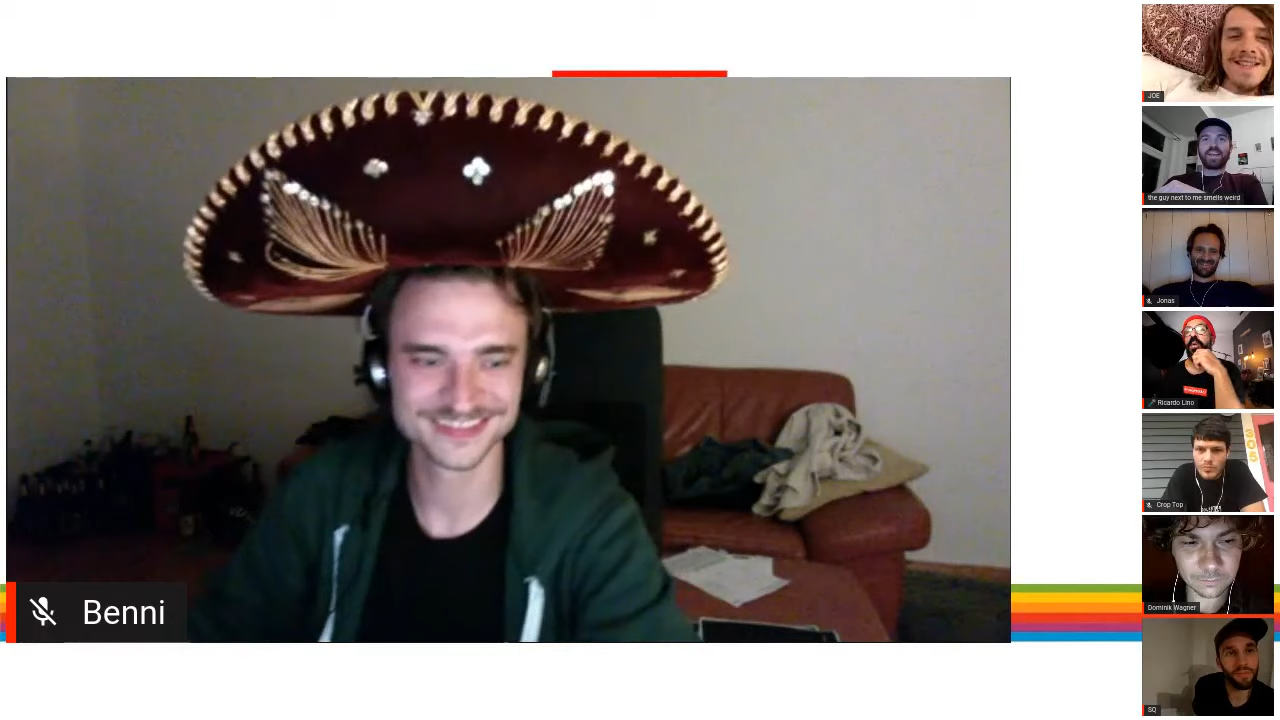 Benni
JOE
the guy next to me smells weird
Jonas
Ricardo Lino
Crop Top
Dominik Wagner
SQ